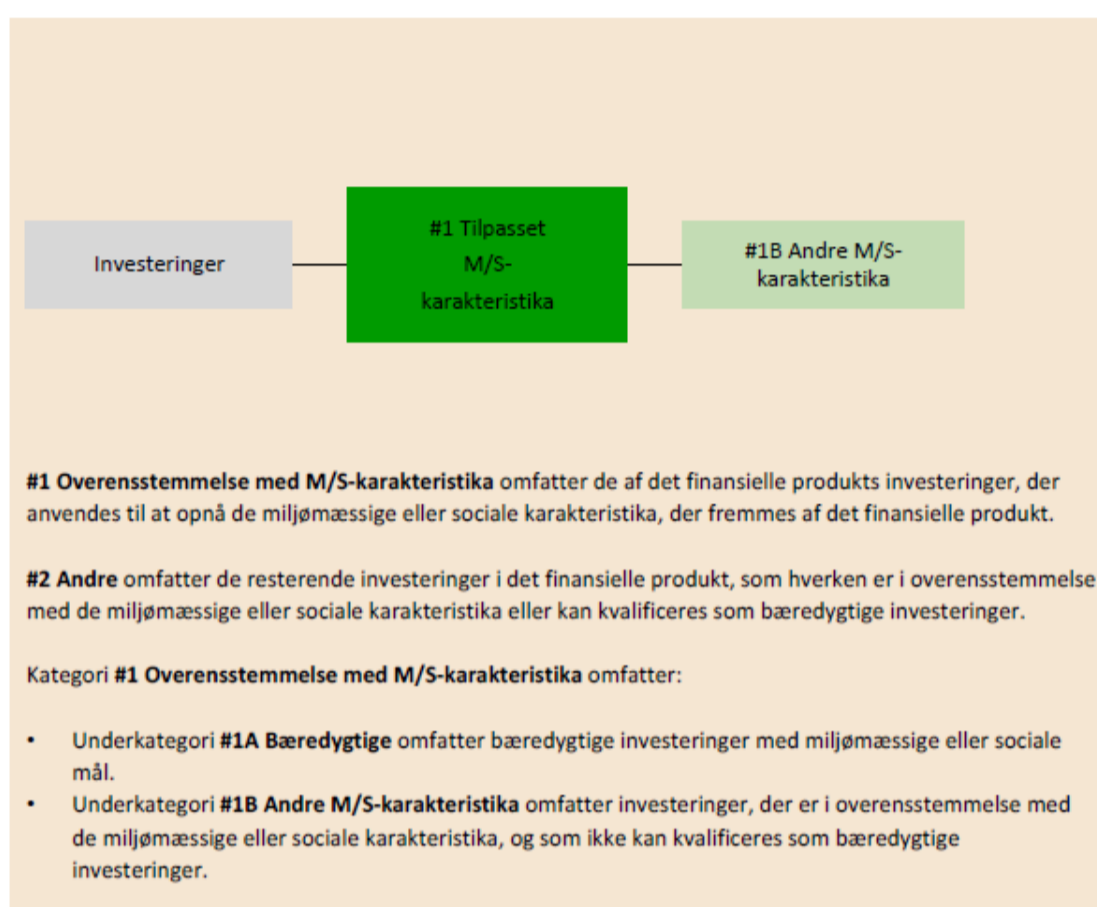 Investeringer
#1 Tilpasset
M/S-
karakteristika
#1B Andre M/S-
karakteristika
#1 Overensstemmelse med M/S-karakteristika omfatter de af det finansielle produkts investeringer, der
anvendes til at opnå de miljømæssige eller sociale karakteristika, der fremmes af det finansielle produkt.
#2 Andre omfatter de resterende investeringer i det finansielle produkt, som hverken er i overensstemmelse
med de miljømæssige eller sociale karakteristika eller kan kvalificeres som bæredygtige investeringer.
Kategori #1 Overensstemmelse med M/S-karakteristika omfatter:
• Underkategori #1A Bæredygtige omfatter bæredygtige investeringer med miljømæssige eller sociale
mål.
• Underkategori #1B Andre M/S-karakteristika omfatter investeringer, der er i overensstemmelse med
de miljømæssige eller sociale karakteristika, og som ikke kan kvalificeres som bæredygtige
investeringer.